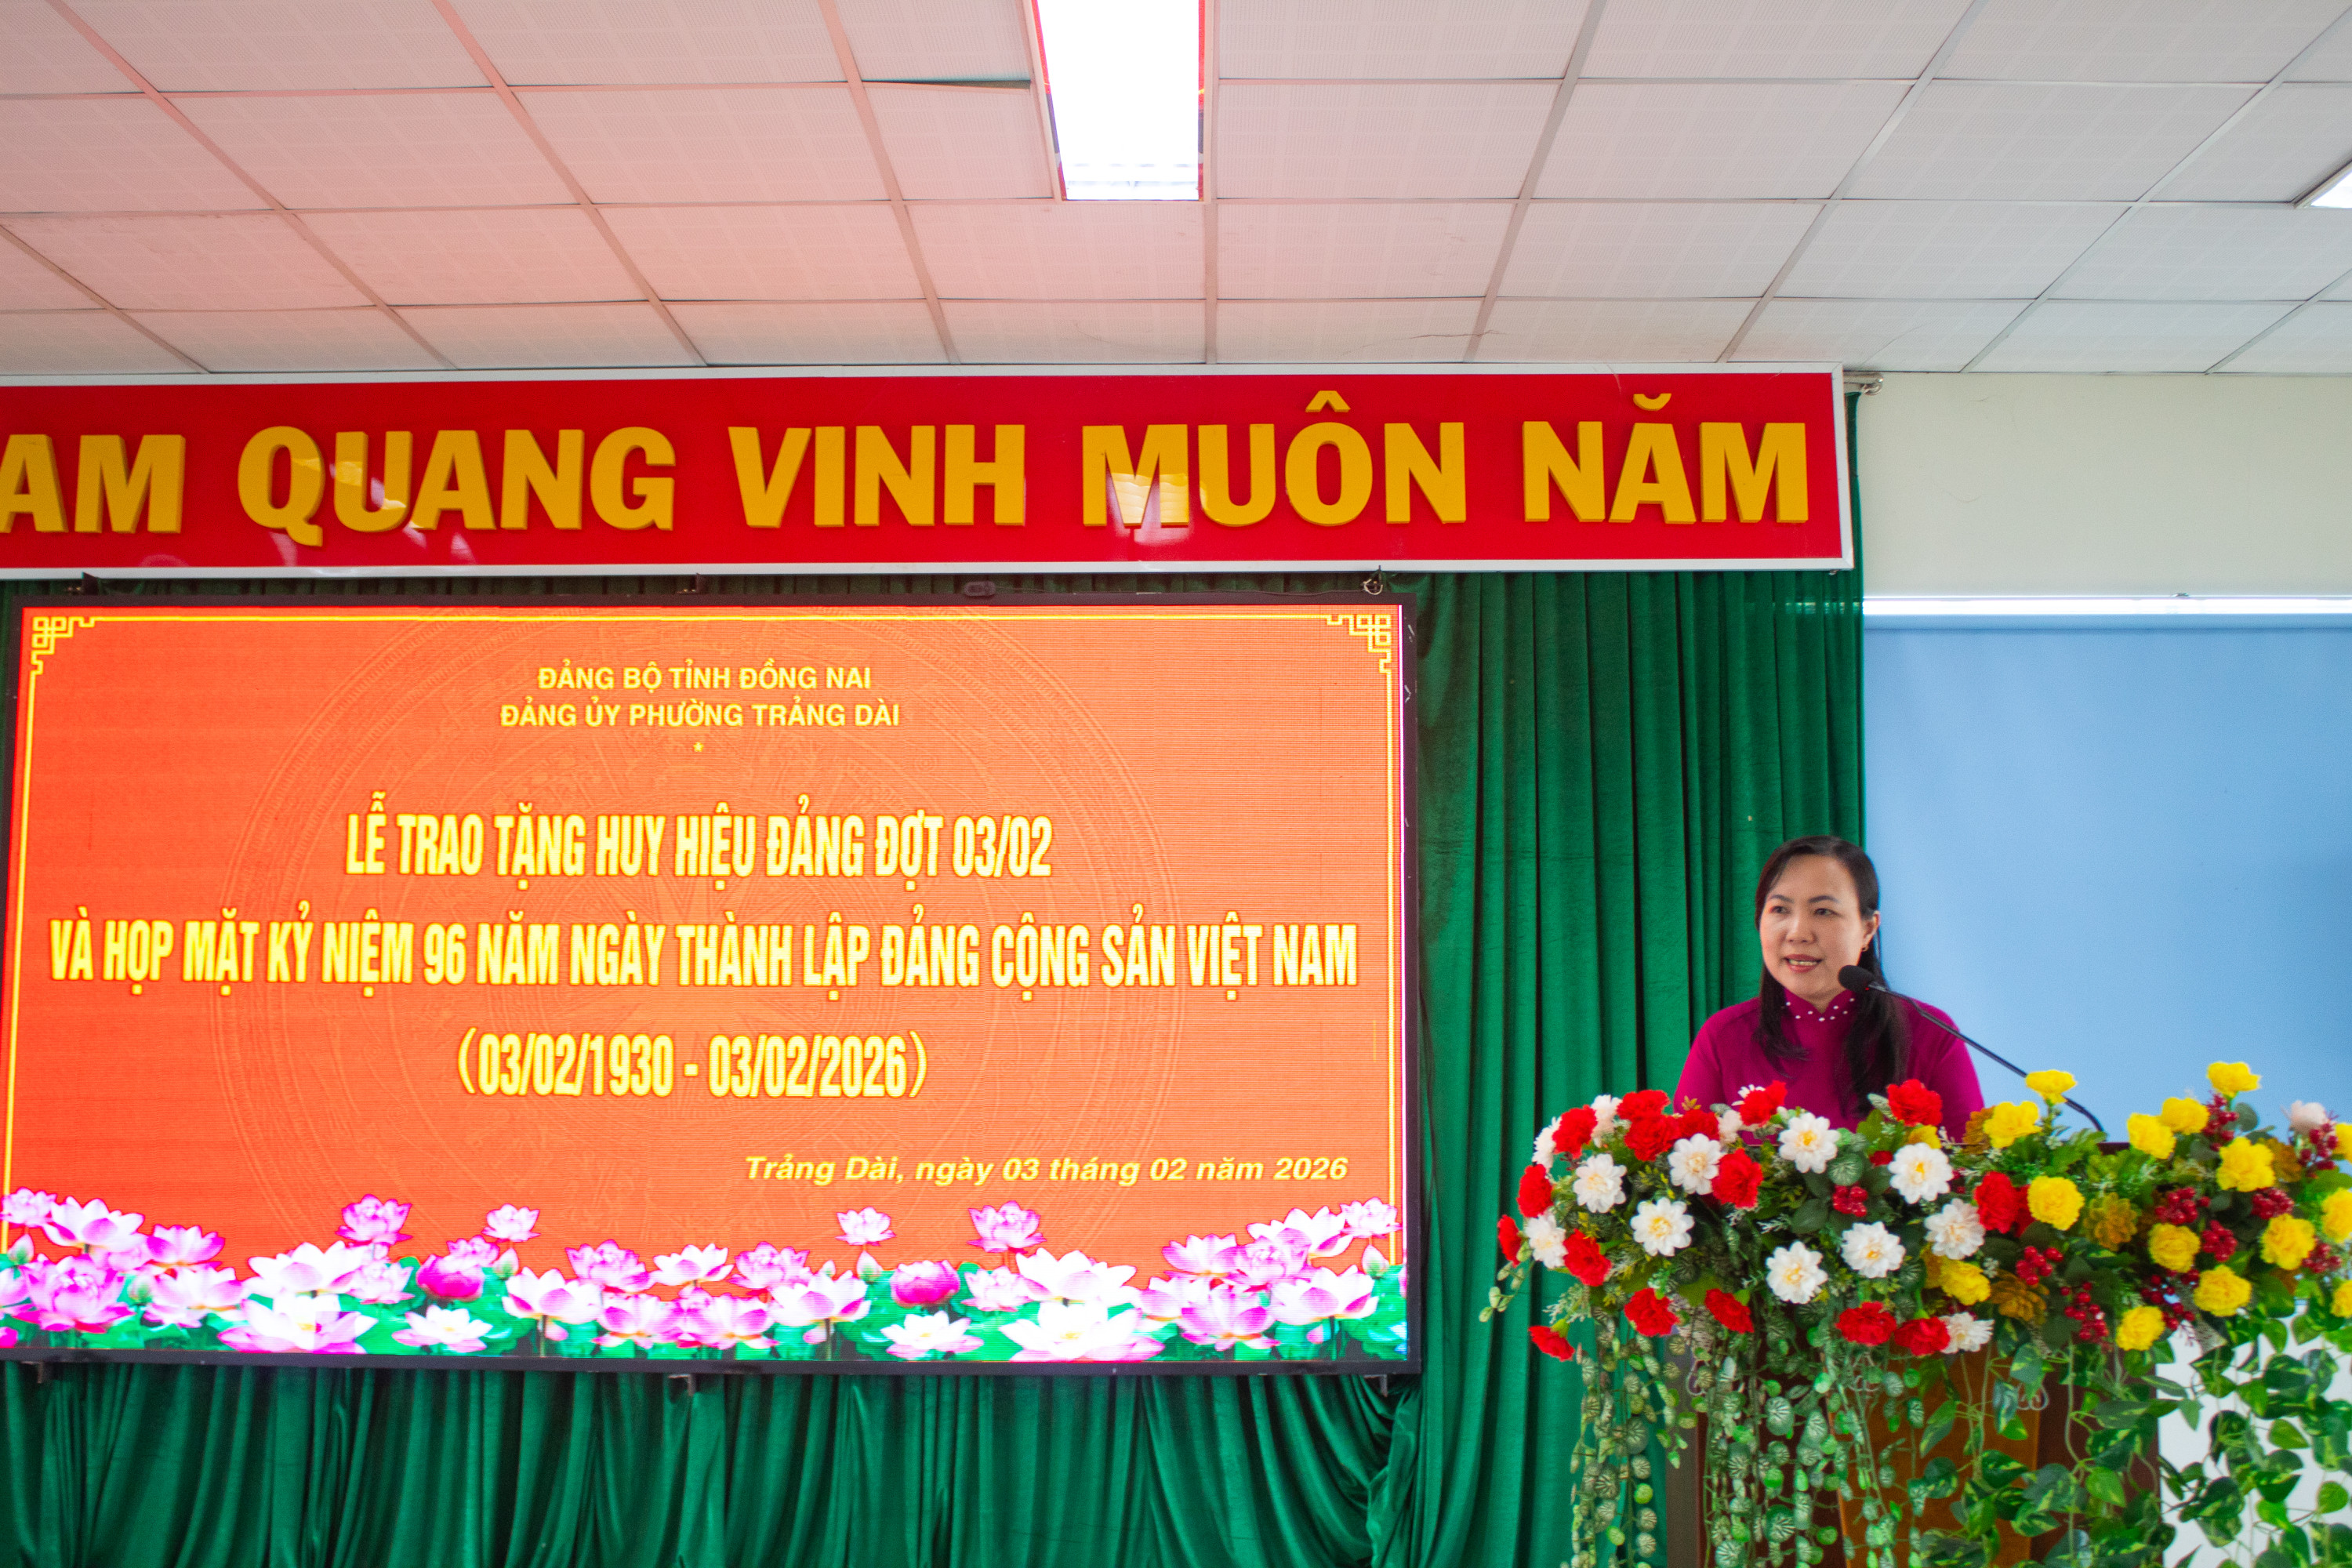 AM QUANG VINH MUÔN NĂM
ĐẢNG BỘ TỈNH ĐỒNG NAI
ĐẢNG ỦY PHƯỜNG TRẢNG DÀI
*
LỄ TRAO TẶNG HUY HIỆU ĐẢNG ĐỢT 03/02
VÀ HỌP MẶT KỶ NIỆM 96 NĂM NGÀY THÀNH LẬP ĐẢNG CỘNG SẢN VIỆT NAM
(03/02/1930 - 03/02/2026)
Trảng Dài, ngày 03 tháng 02 năm 2026